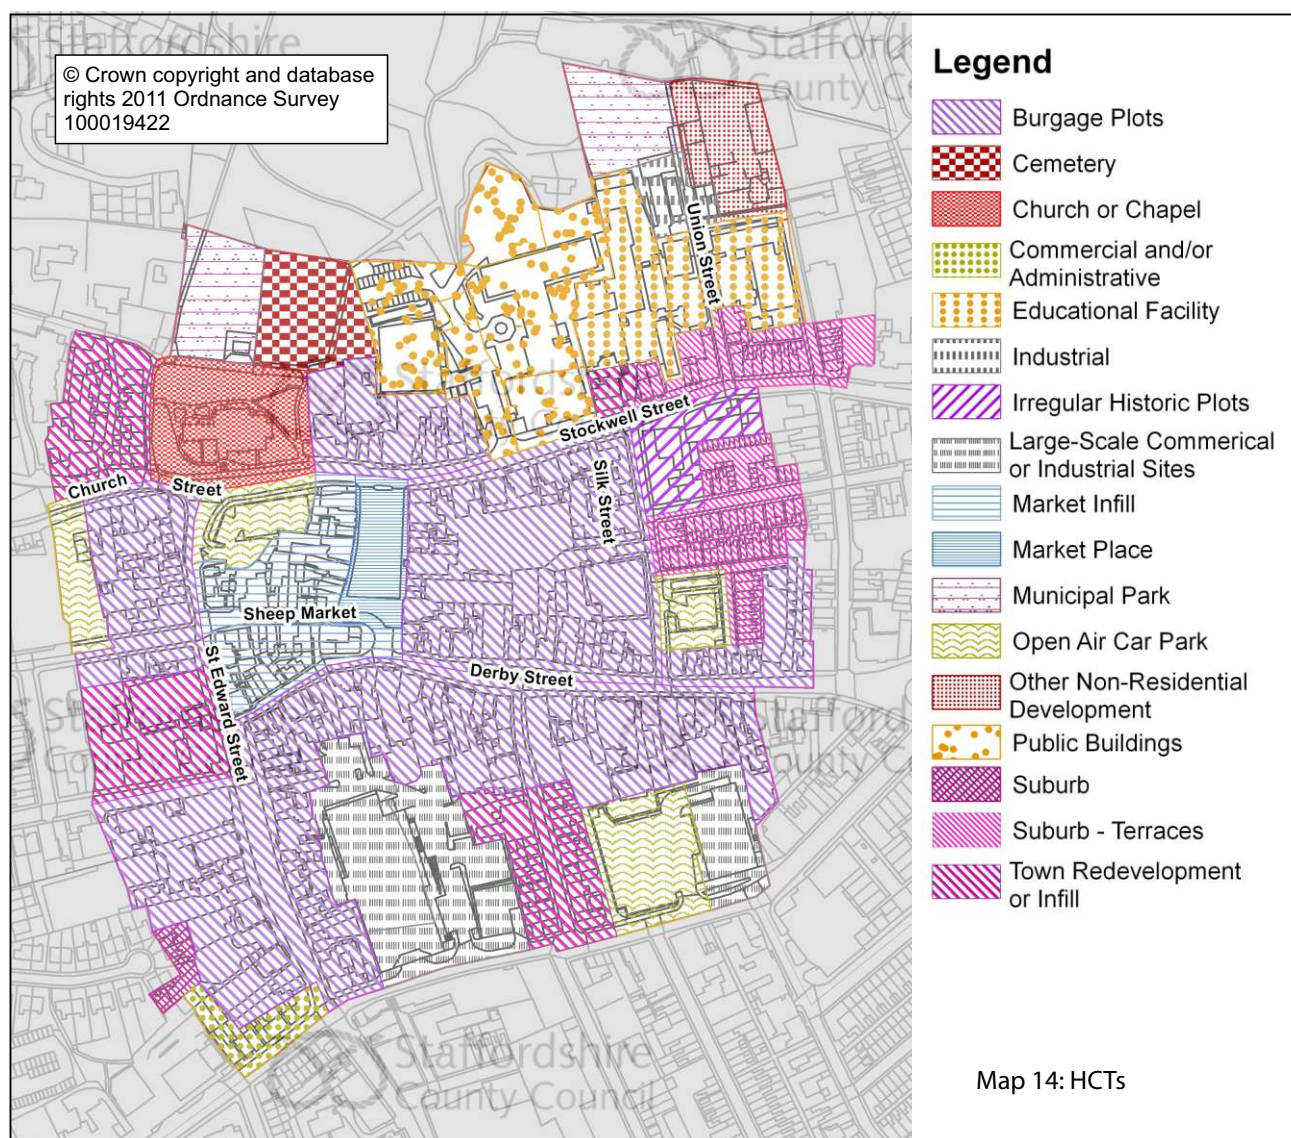 © Crown copyright and database
rights 2011 Ordnance Survey
100019422
Staffordshire
Staffordshire
County Council
Union Street
Stockwell Street
Church Street
Silk Street
Sheep Market
St Edward Street
Derby Street
Staffordshire
County Council
Legend
Burgage Plots
Cemetery
Church or Chapel
Commercial and/or
Administrative
Educational Facility
Industrial
Irregular Historic Plots
Large-Scale Commerical
or Industrial Sites
Market Infill
Market Place
Municipal Park
Open Air Car Park
Other Non-Residential
Development
Public Buildings
Suburb
Suburb - Terraces
Town Redevelopment
or Infill
Map 14: HCTs